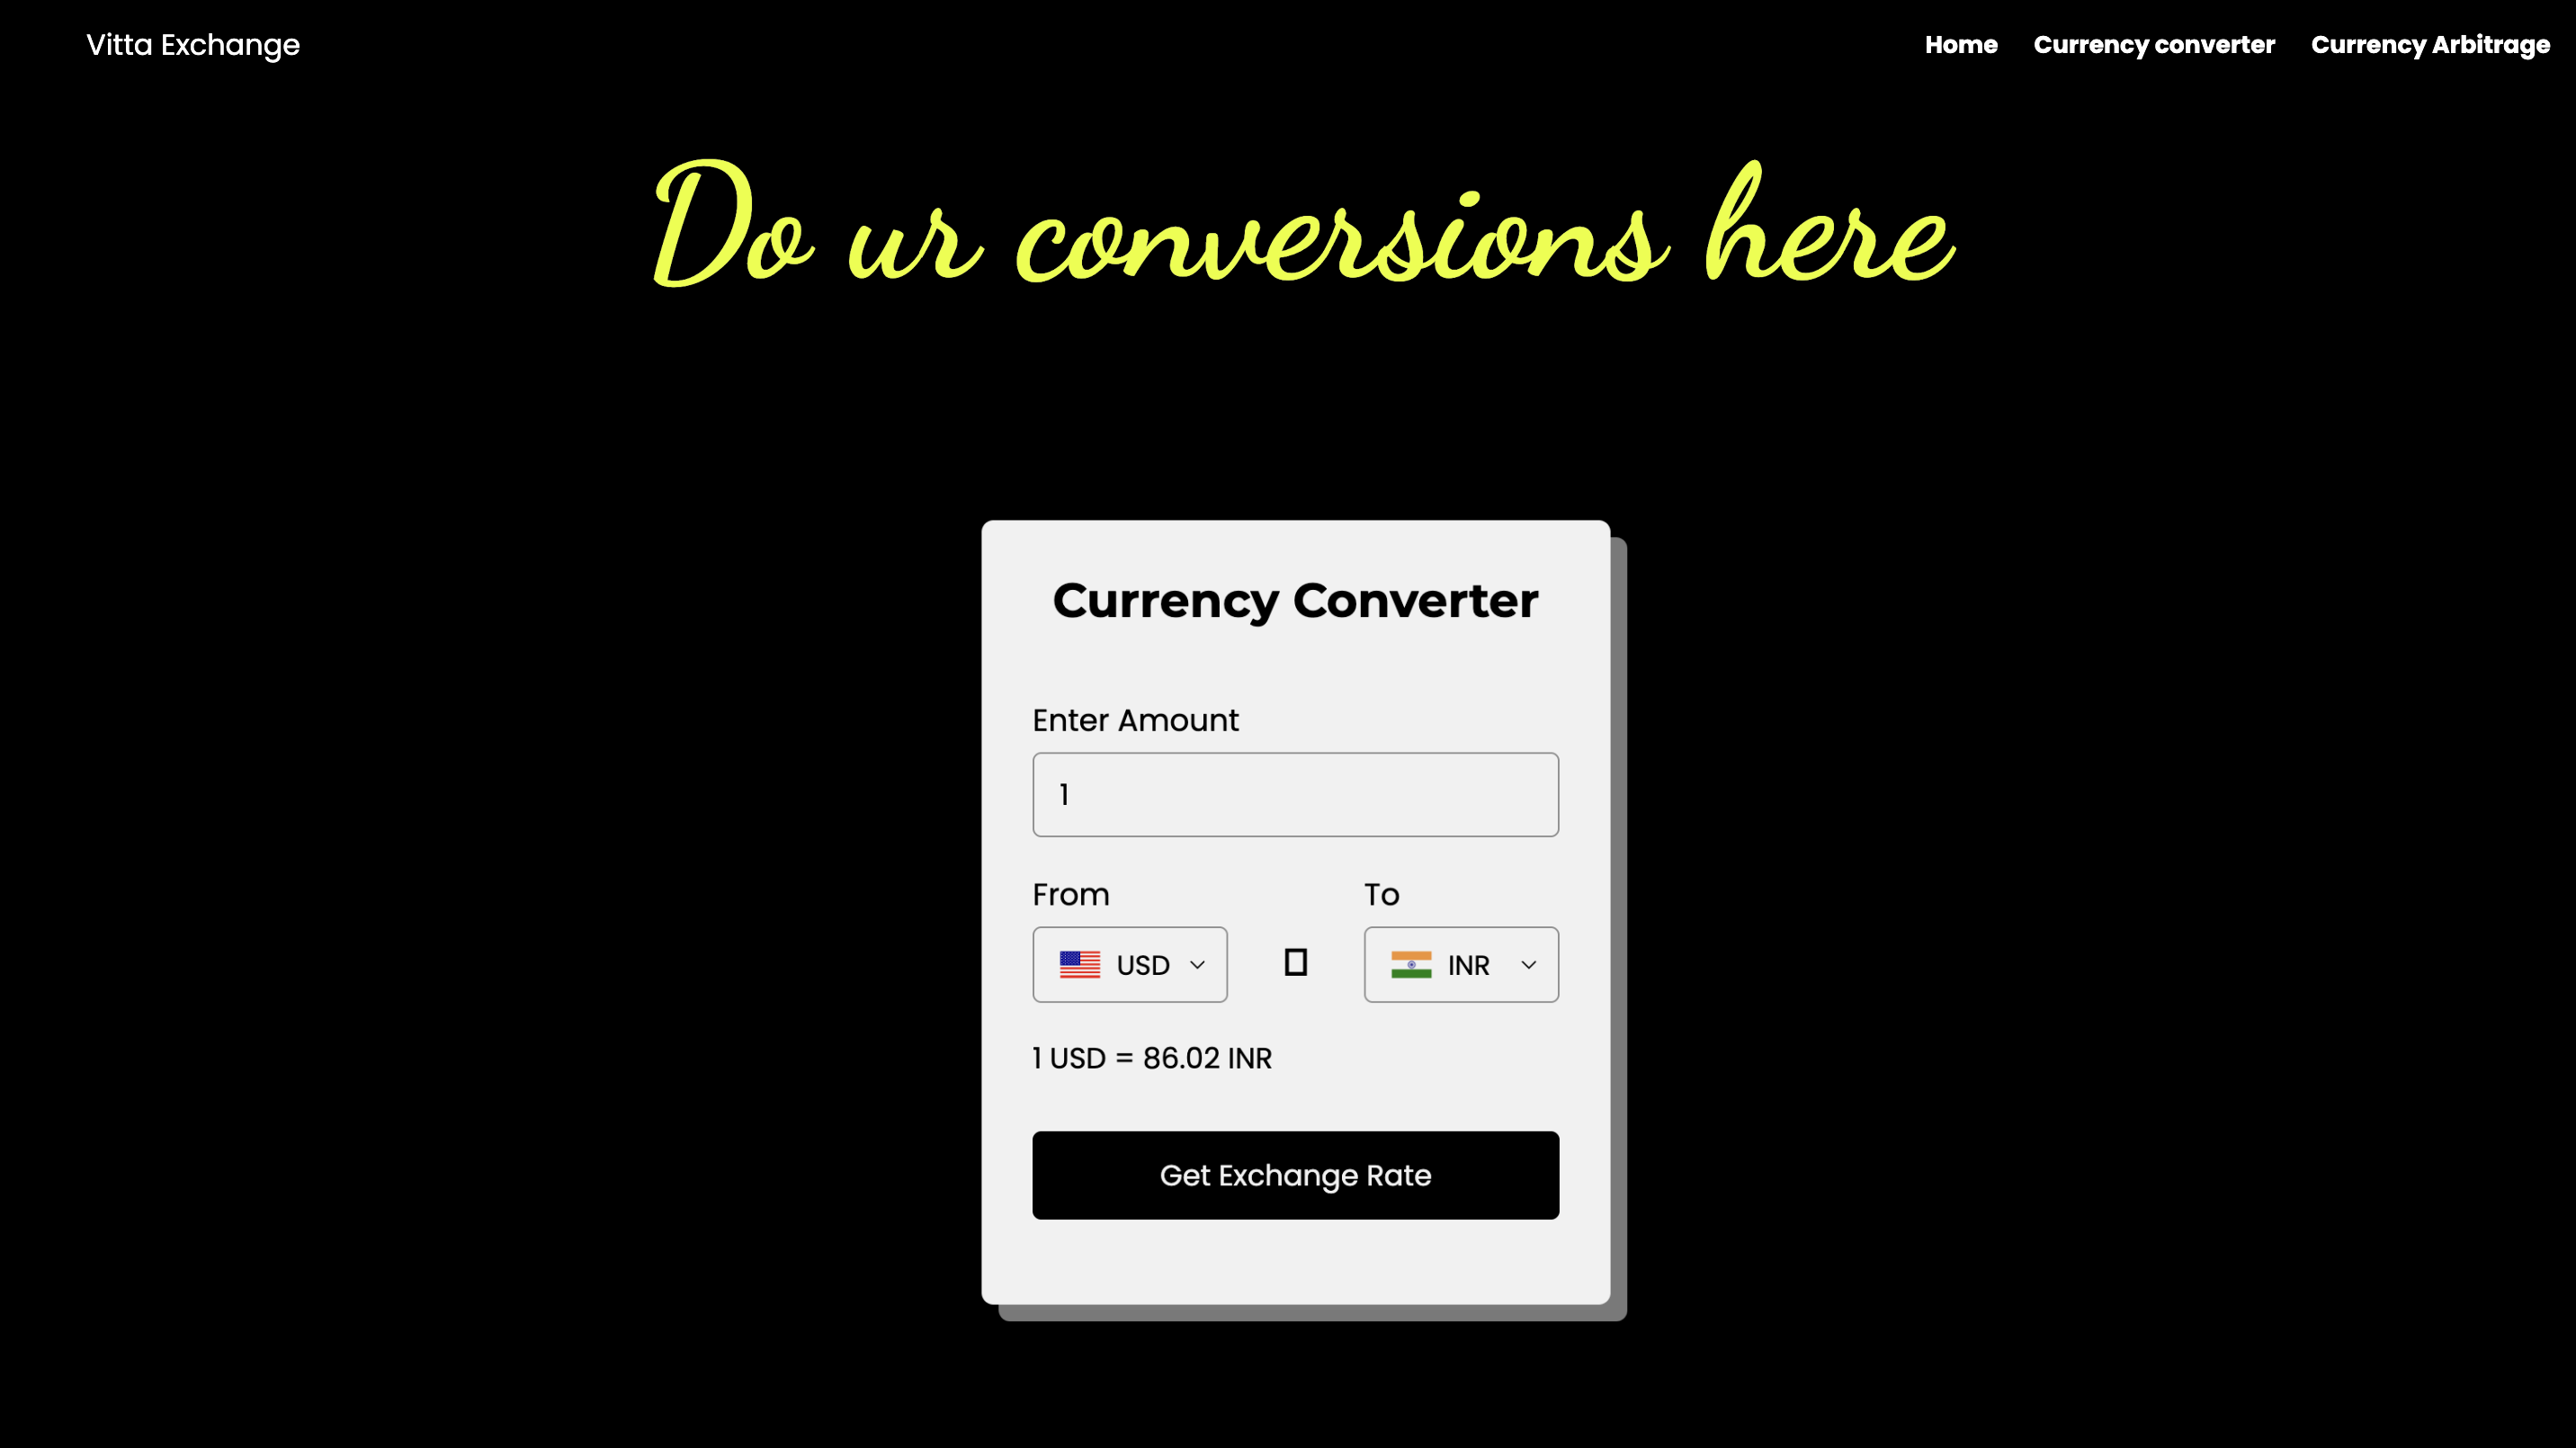 Vitta Exchange
Home Currency converter Currency Arbitrage
Do ur conversions here
Currency Converter
Enter Amount
1
From To
USD INR
1 USD = 86.02 INR
Get Exchange Rate